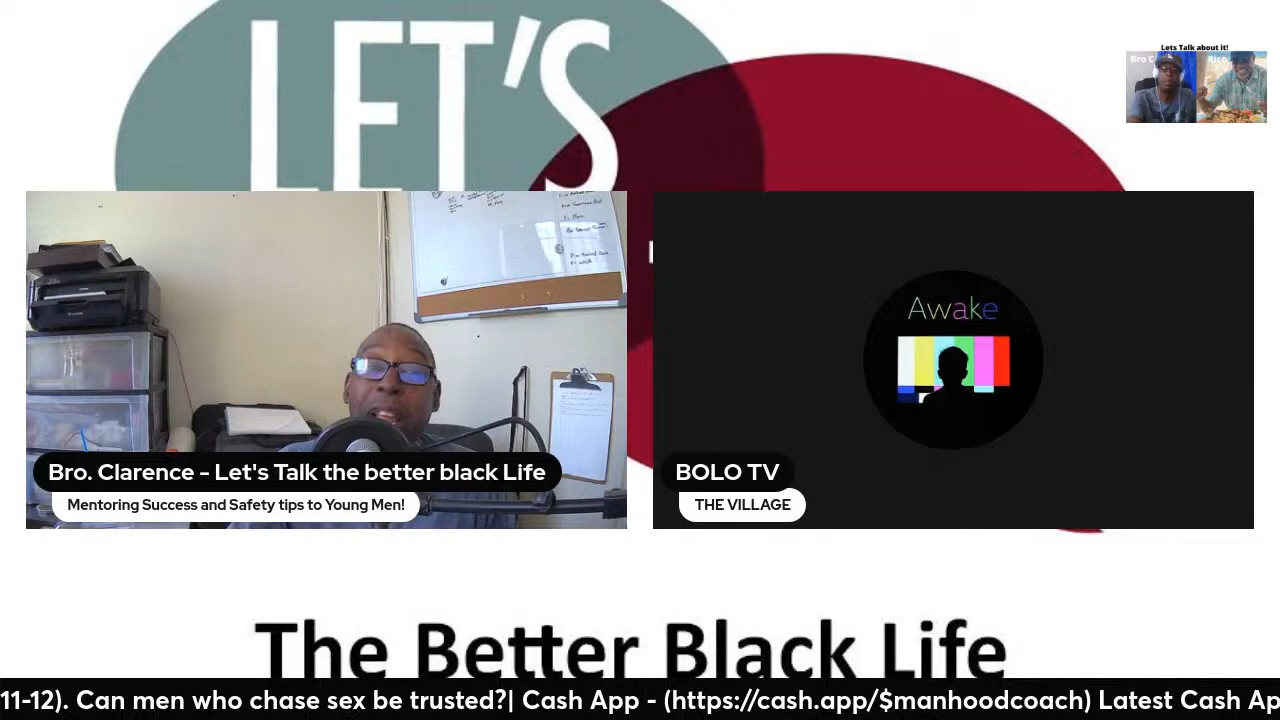 LET'S
Lets Talk about it!
Bro C
Rico
Awake
Bro. Clarence - Let's Talk the better black Life
Mentoring Success and Safety tips to Young Men!
BOLO TV
THE VILLAGE
The Better Black Life
11-12). Can men who chase sex be trusted?| Cash App - (https://cash.app/$manhoodcoach) Latest Cash Ap